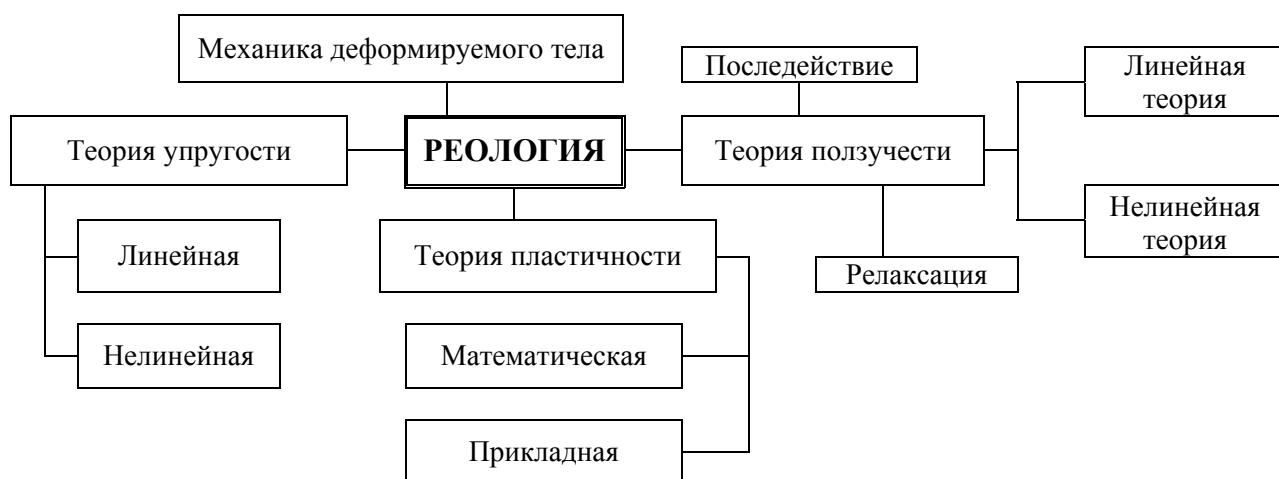 Механика деформируемого тела
Последействие
Линейная
теория
Теория упругости
РЕОЛОГИЯ
Теория ползучести
Нелинейная
теория
Линейная
Теория пластичности
Релаксация
Нелинейная
Математическая
Прикладная